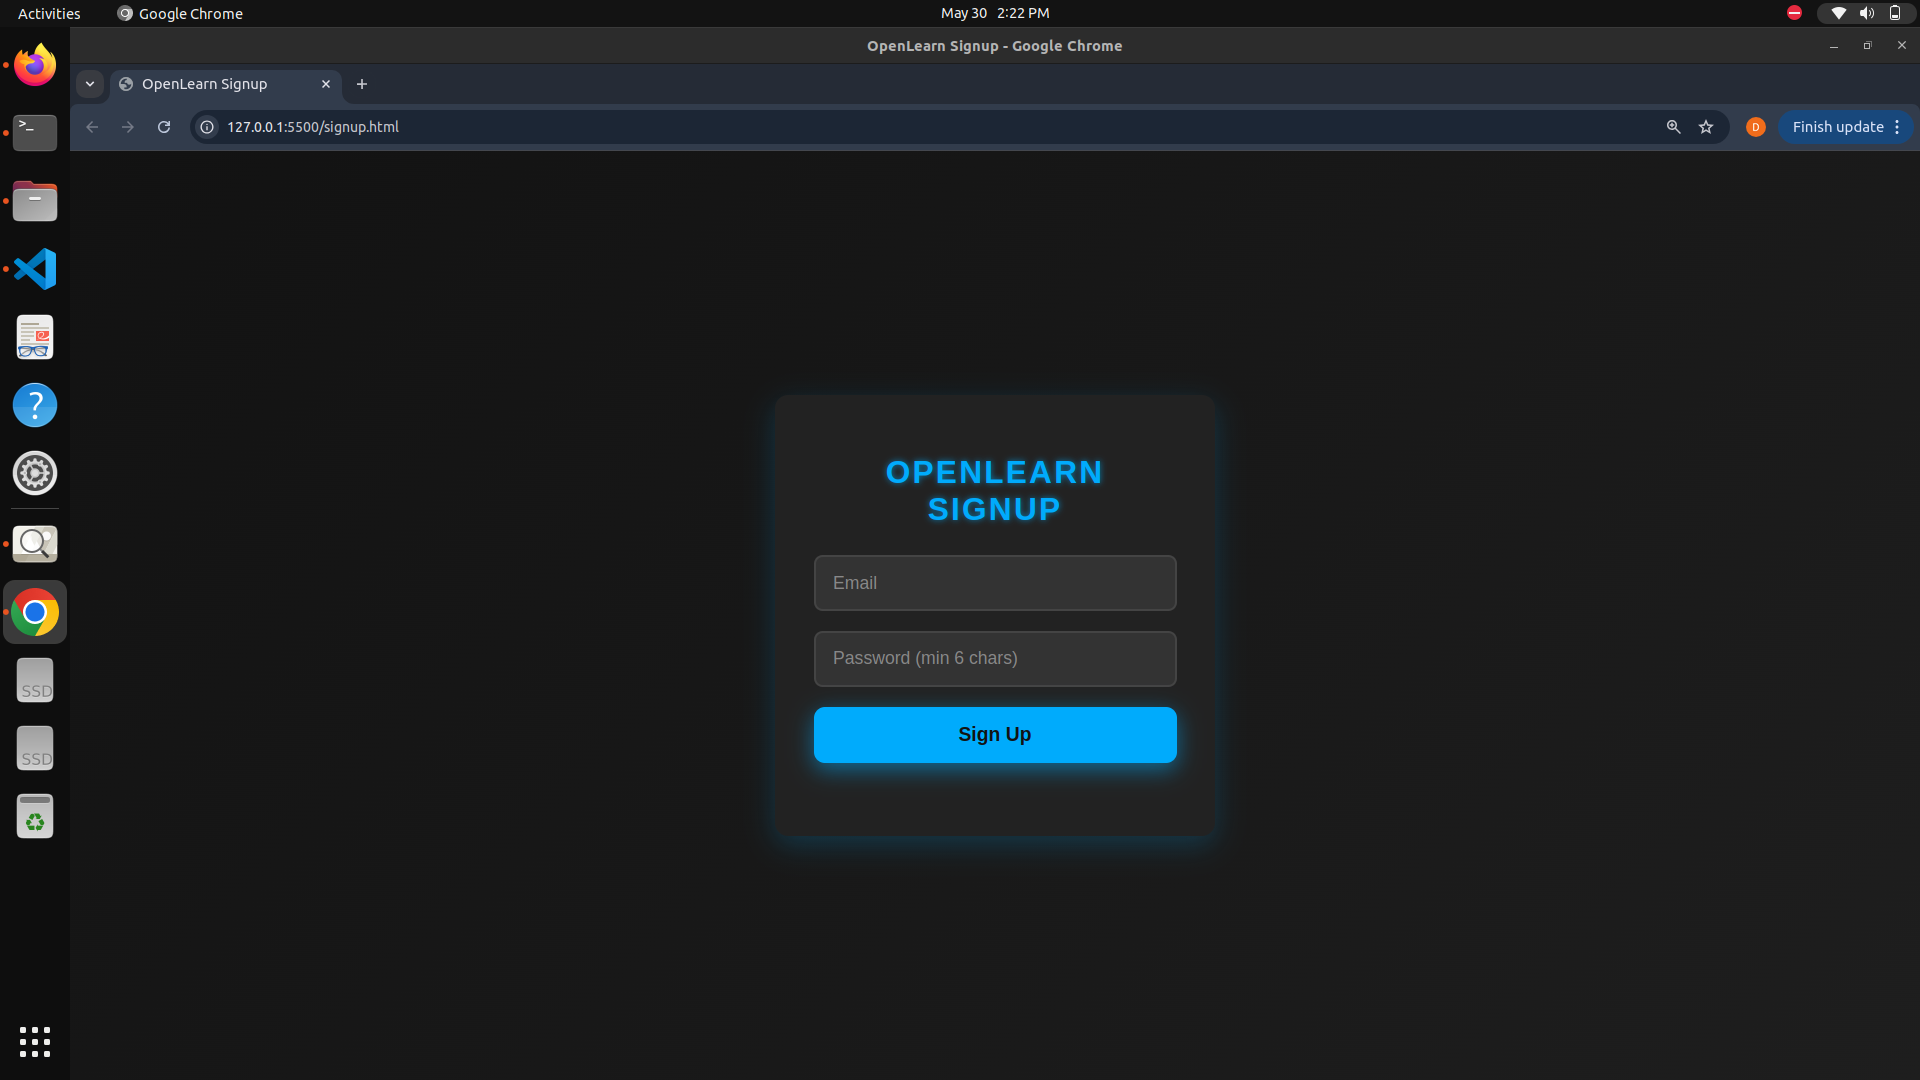 Activities
Google Chrome
May 30 2:22 PM
OpenLearn Signup - Google Chrome
OpenLearn Signup
127.0.0.1:5500/signup.html
D
Finish update
>_
?
SSD
SSD
OPENLEARN
SIGNUP
Email
Password (min 6 chars)
Sign Up